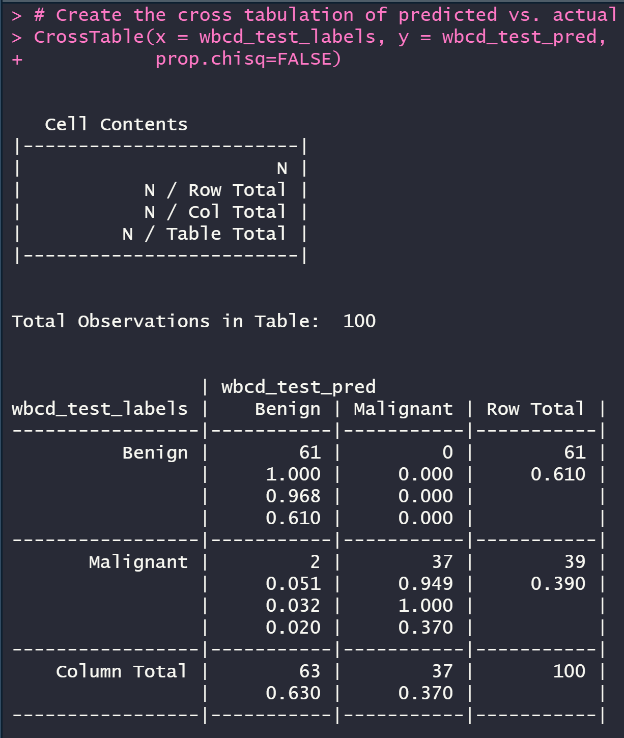 > # Create the cross tabulation of predicted vs. actual
> CrossTable(x = wbcd_test_labels, y = wbcd_test_pred,
+            prop.chisq=FALSE)
   Cell Contents
|-------------------------|
|                       N |
|           N / Row Total |
|           N / Col Total |
|         N / Table Total |
|-------------------------|
Total Observations in Table:  100
                 | wbcd_test_pred
wbcd_test_labels |    Benign | Malignant | Row Total |
-----------------|-----------|-----------|-----------|
          Benign |        61 |         0 |        61 |
                 |     1.000 |     0.000 |     0.610 |
                 |     0.968 |     0.000 |           |
                 |     0.610 |     0.000 |           |
-----------------|-----------|-----------|-----------|
       Malignant |         2 |        37 |        39 |
                 |     0.051 |     0.949 |     0.390 |
                 |     0.032 |     1.000 |           |
                 |     0.020 |     0.370 |           |
-----------------|-----------|-----------|-----------|
    Column Total |        63 |        37 |       100 |
                 |     0.630 |     0.370 |           |
-----------------|-----------|-----------|-----------|